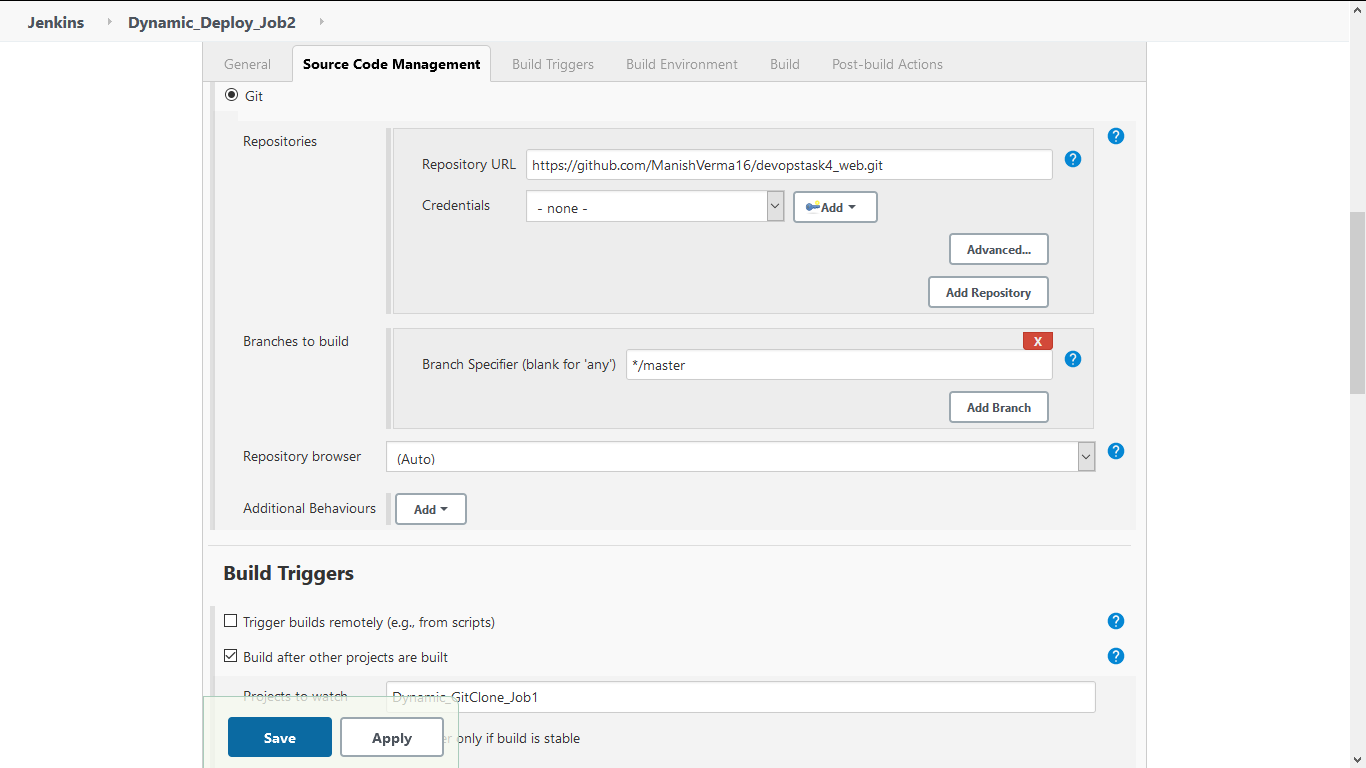 Jenkins Dynamic_Deploy_Job2
General Source Code Management Build Triggers Build Environment Build Post-build Actions
Git
Repositories
Repository URL https://github.com/ManishVerma16/devopstask4_web.git
Credentials - none - Add
Advanced...
Add Repository
Branches to build
X
Branch Specifier (blank for 'any') */master
Add Branch
Repository browser (Auto)
Additional Behaviours Add
Build Triggers
Trigger builds remotely (e.g., from scripts)
Build after other projects are built
Projects to watch Dynamic_GitClone_Job1
Save Apply only if build is stable